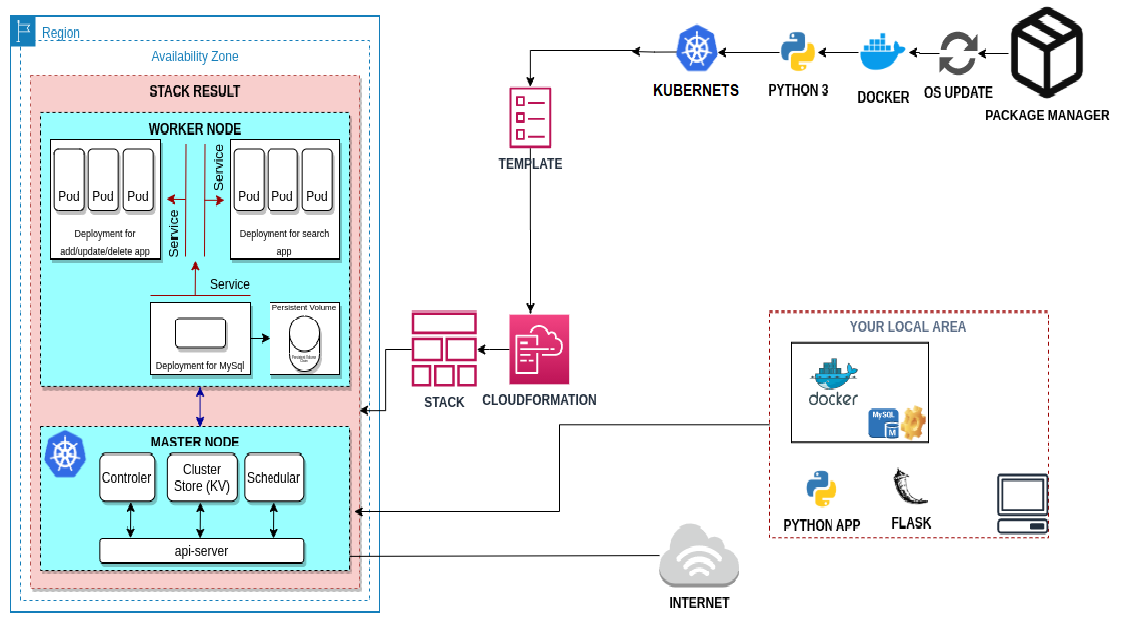 Region
Availability Zone
STACK RESULT
WORKER NODE
Pod Pod Pod
Deployment for
add/update/delete app
Service
Service
Pod Pod Pod
Deployment for search
app
Service
Deployment for MySql
Persistent Volume
MASTER NODE
Controler
Cluster
Store (KV)
Schedular
api-server
KUBERNETS
PYTHON 3
DOCKER
OS UPDATE
PACKAGE MANAGER
TEMPLATE
STACK
CLOUDFORMATION
YOUR LOCAL AREA
docker
MySQL
M
PYTHON APP
FLASK
INTERNET